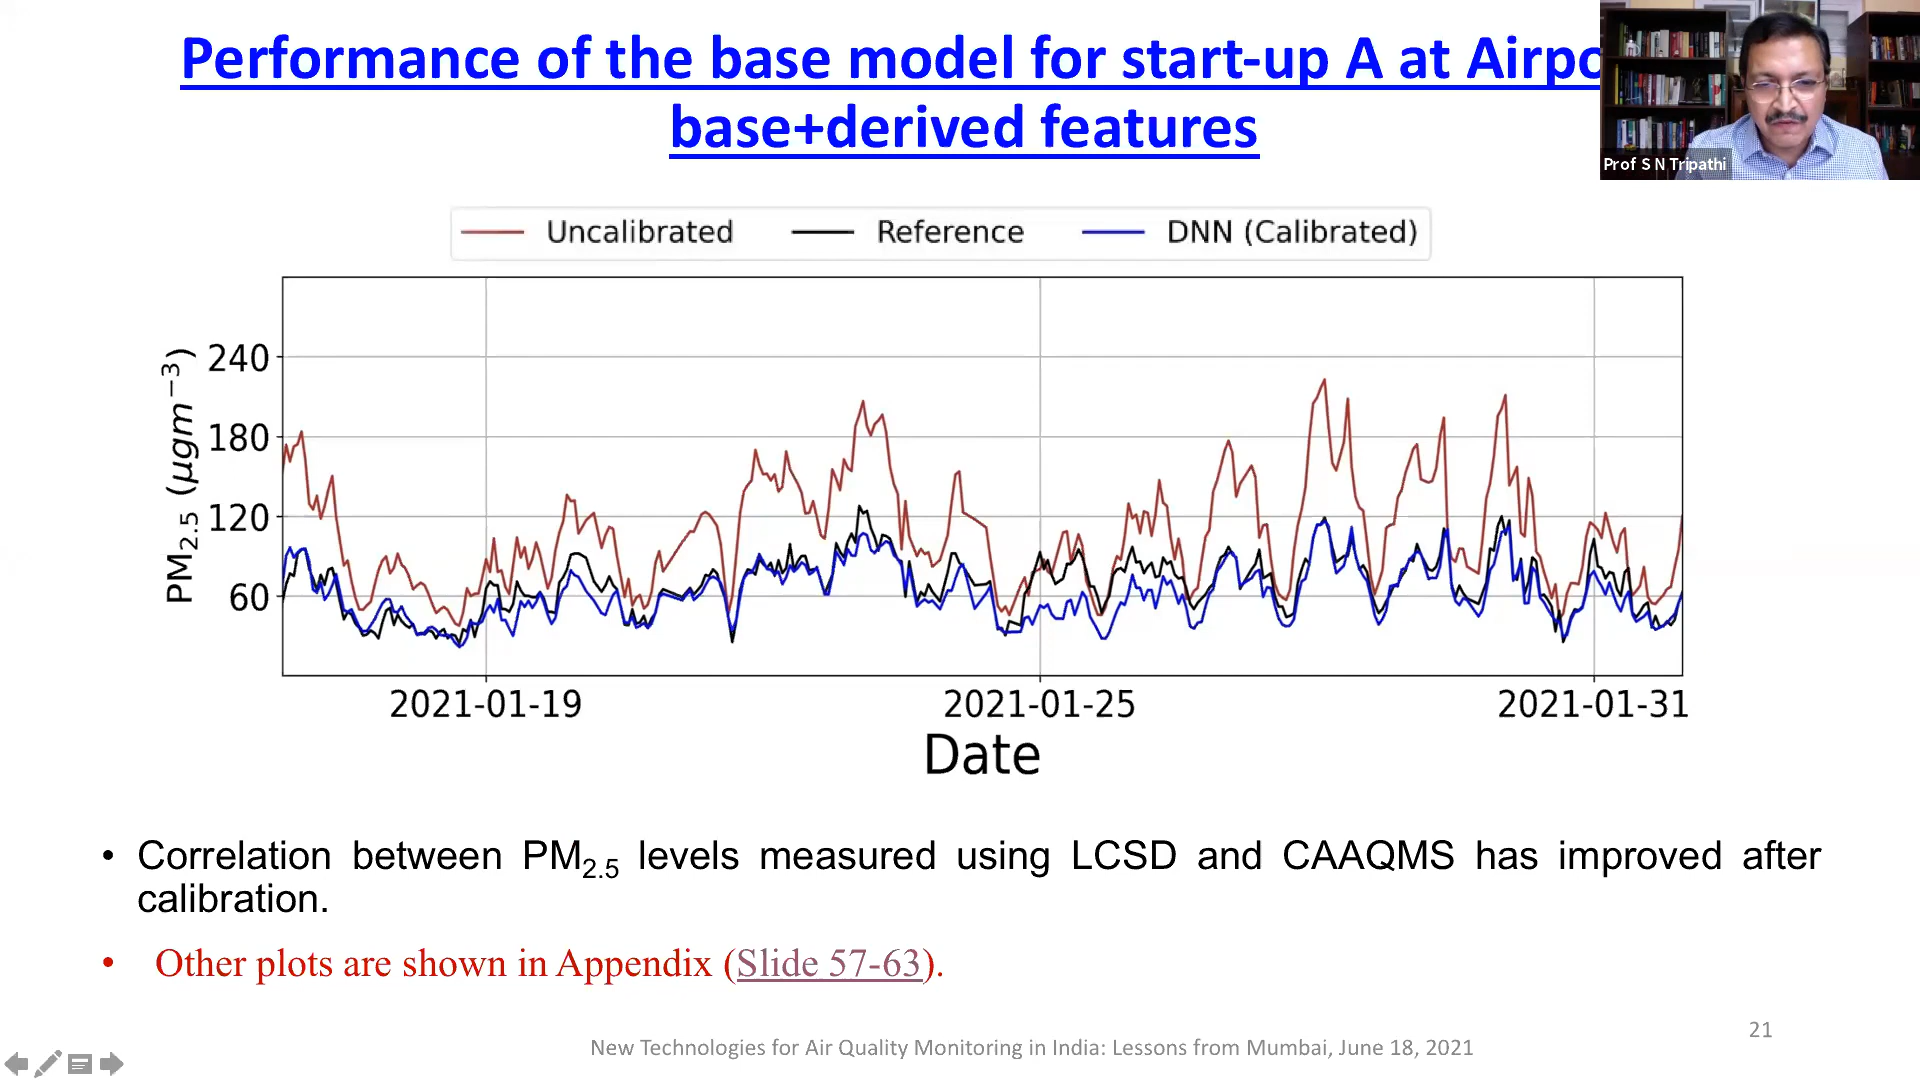 Performance of the base model for start-up A at
base+derived features
Prof S N Tripathi
Uncalibrated
Reference
DNN (Calibrated)
PM2.5 (μgm−3)
240
180
120
60
2021-01-19
2021-01-25
2021-01-31
Date
• Correlation between PM2.5 levels measured using LCSD and CAAQMS has improved after
calibration.
• Other plots are shown in Appendix (Slide 57-63).
21
New Technologies for Air Quality Monitoring in India: Lessons from Mumbai, June 18, 2021